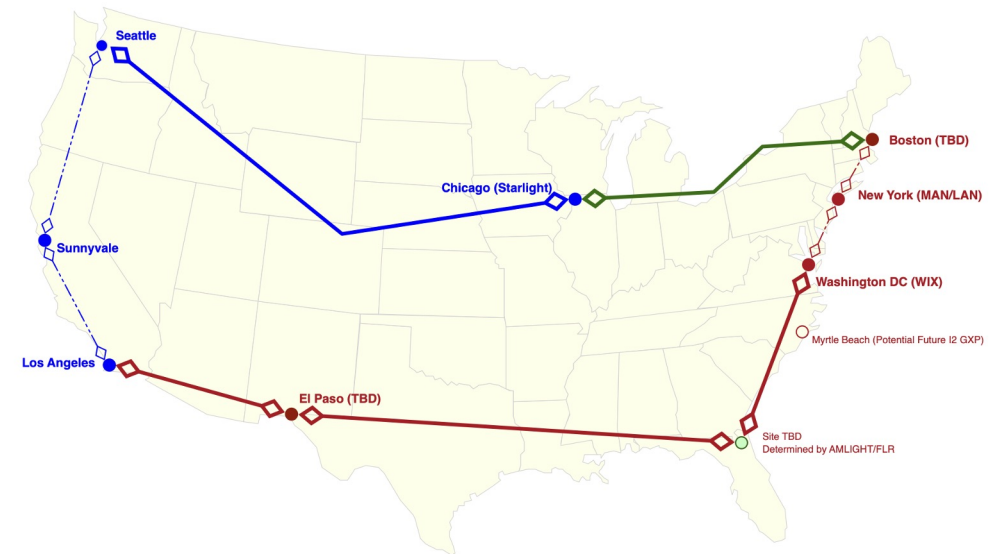 Seattle
Boston (TBD)
Chicago (Starlight)
New York (MAN/LAN)
Sunnyvale
Washington DC (WIX)
Myrtle Beach (Potential Future I2 GXP)
Los Angeles
El Paso (TBD)
Site TBD
Determined by AMLIGHT/FLR